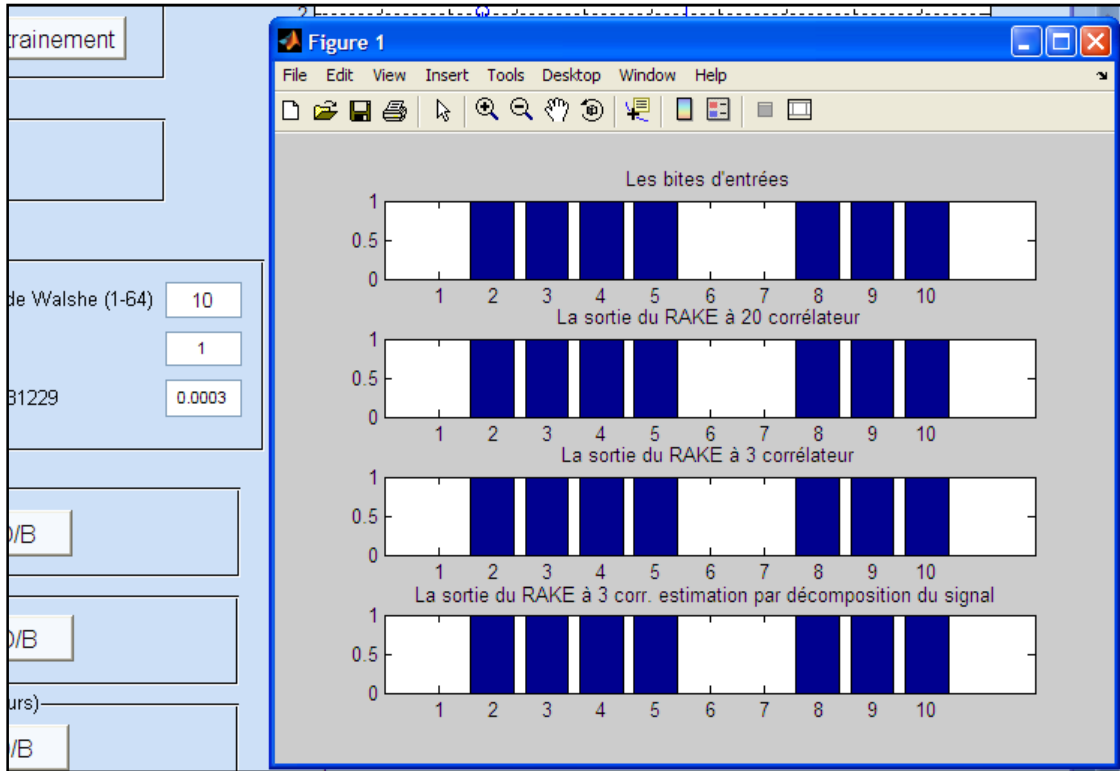 trainement
de Walshe (1-64)
10
1
31229
0.0003
/B
/B
urs)
/B
2
Figure 1
File Edit View Insert Tools Desktop Window Help
Les bites d'entrées
1
0.5
0
1 2 3 4 5 6 7 8 9 10
La sortie du RAKE à 20 corrélateur
1
0.5
0
1 2 3 4 5 6 7 8 9 10
La sortie du RAKE à 3 corrélateur
1
0.5
0
1 2 3 4 5 6 7 8 9 10
La sortie du RAKE à 3 corr. estimation par décomposition du signal
1
0.5
0
1 2 3 4 5 6 7 8 9 10